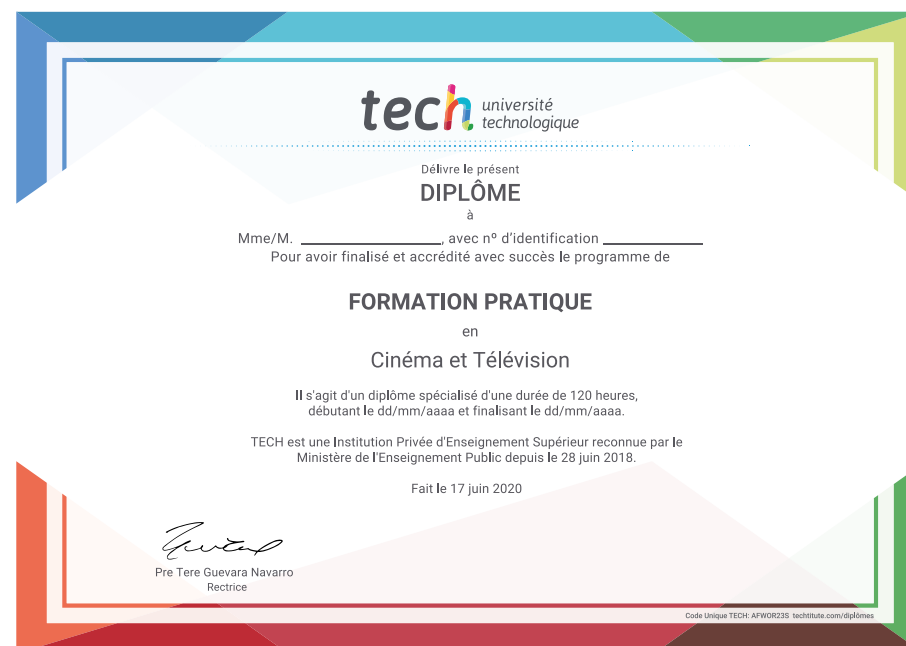 tech université
technologique
Délivre le présent
DIPLÔME
à
Mme/M. ____________________, avec nº d'identification ______________
Pour avoir finalisé et accrédité avec succès le programme de
FORMATION PRATIQUE
en
Cinéma et Télévision
Il s'agit d'un diplôme spécialisé d'une durée de 120 heures,
débutant le dd/mm/aaaa et finalisant le dd/mm/aaaa.
TECH est une Institution Privée d'Enseignement Supérieur reconnue par le
Ministère de l'Enseignement Public depuis le 28 juin 2018.
Fait le 17 juin 2020
Pre Tere Guevara Navarro
Rectrice
Code Unique TECH: AFWOR23S techtitute.com/diplômes